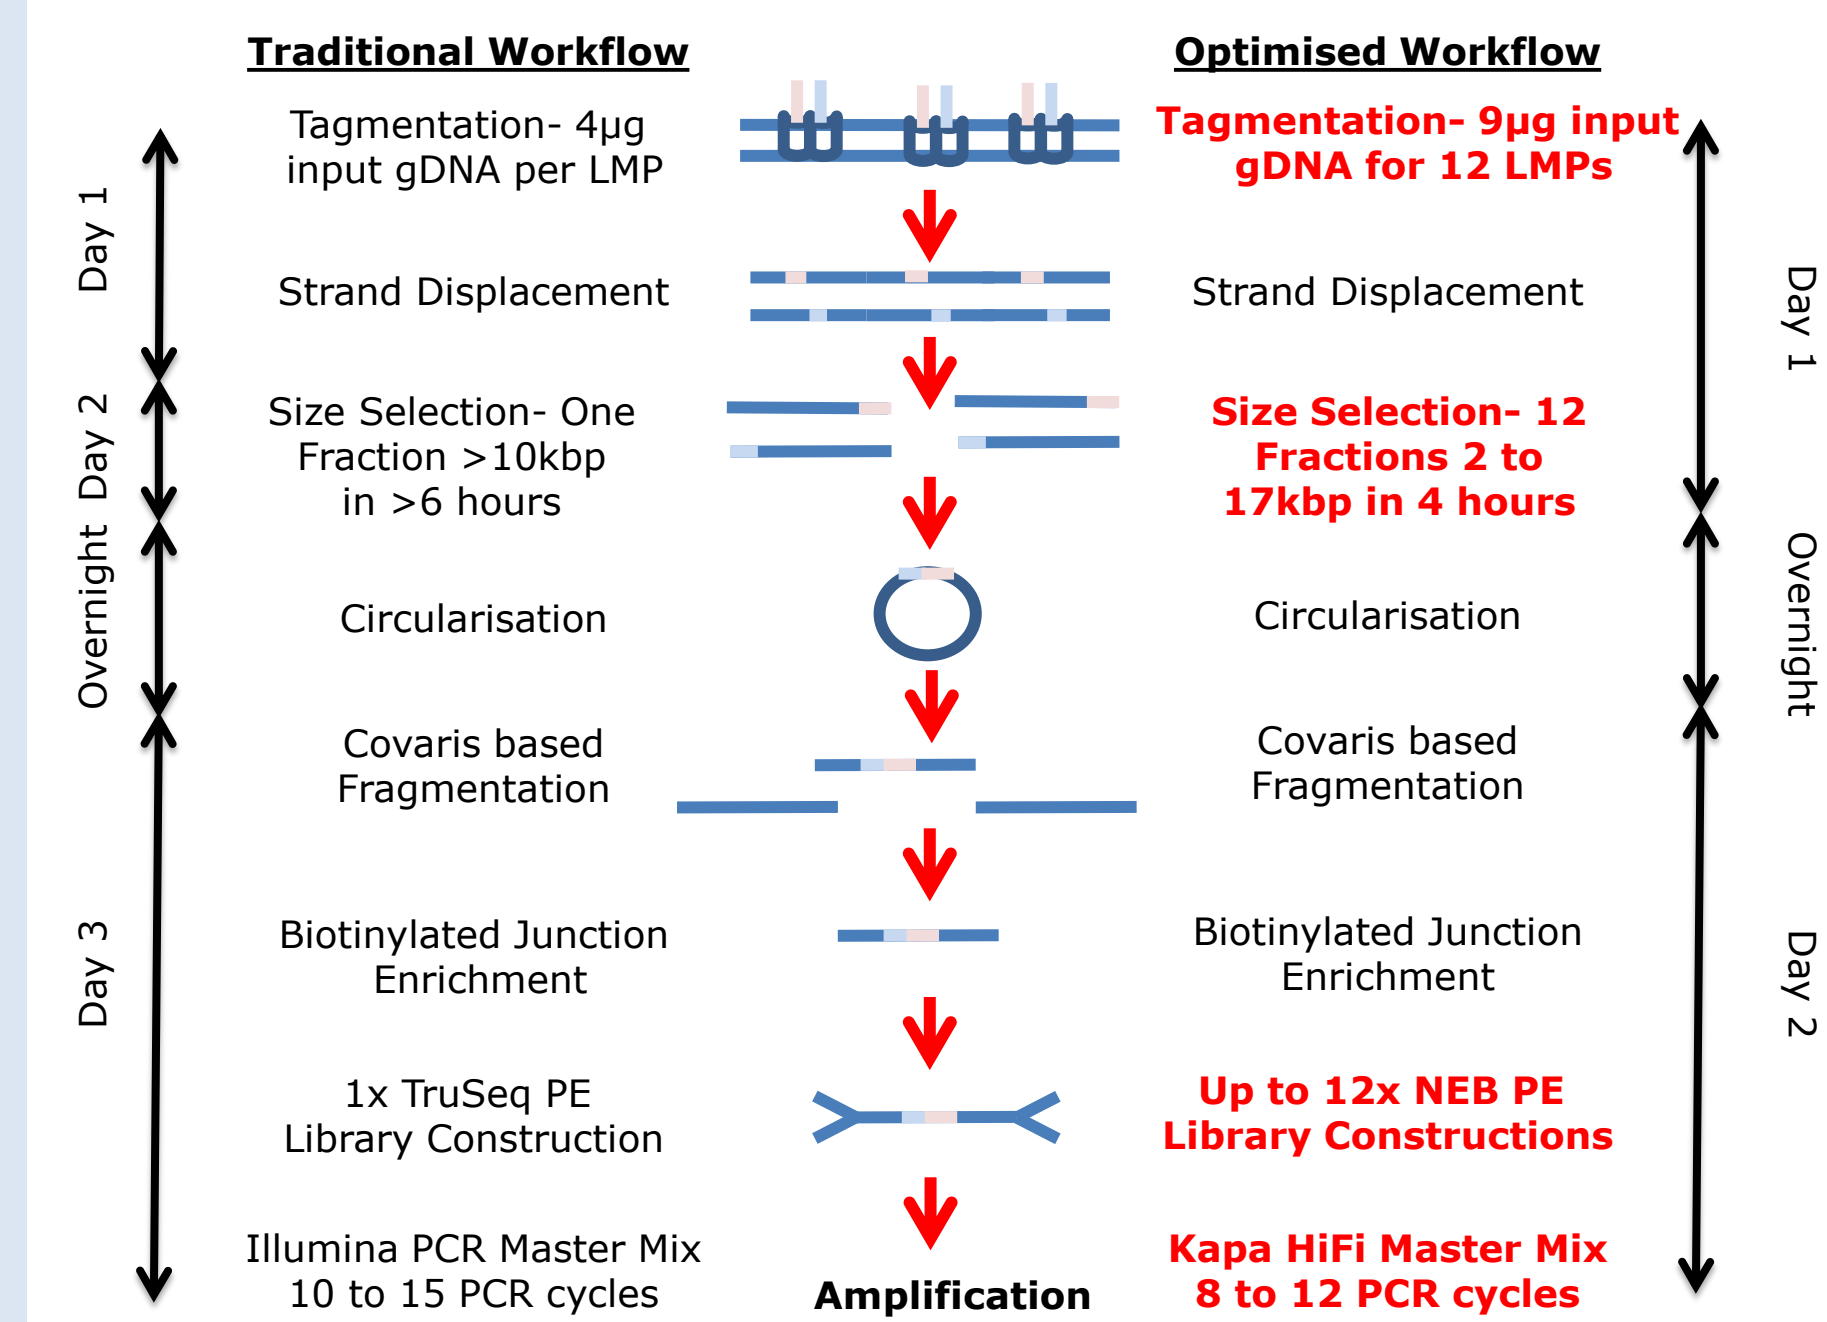 Traditional Workflow
Optimised Workflow
Tagmentation- 4µg
input gDNA per LMP
Tagmentation- 9µg input
gDNA for 12 LMPs
Day 1
Strand Displacement
Strand Displacement
Day 1
Day 2
Size Selection- One
Fraction >10kbp
in >6 hours
Size Selection- 12
Fractions 2 to
17kbp in 4 hours
Overnight
Circularisation
Circularisation
Overnight
Covaris based
Fragmentation
Covaris based
Fragmentation
Day 3
Biotinylated Junction
Enrichment
Biotinylated Junction
Enrichment
Day 2
1x TruSeq PE
Library Construction
Up to 12x NEB PE
Library Constructions
Illumina PCR Master Mix
10 to 15 PCR cycles
Amplification
Kapa HiFi Master Mix
8 to 12 PCR cycles